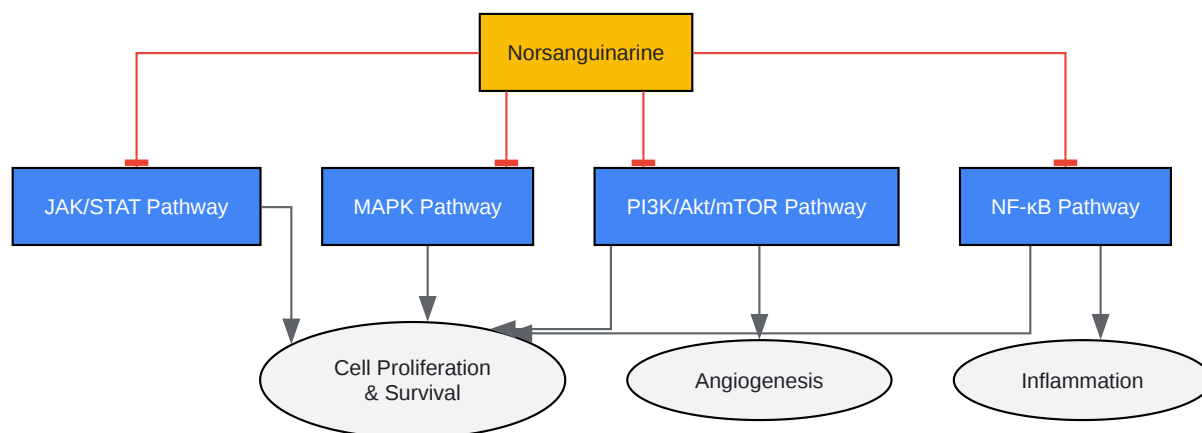 Norsanguinarine
JAK/STAT Pathway
MAPK Pathway
PI3K/Akt/mTOR Pathway
NF-κB Pathway
Cell Proliferation
& Survival
Angiogenesis
Inflammation